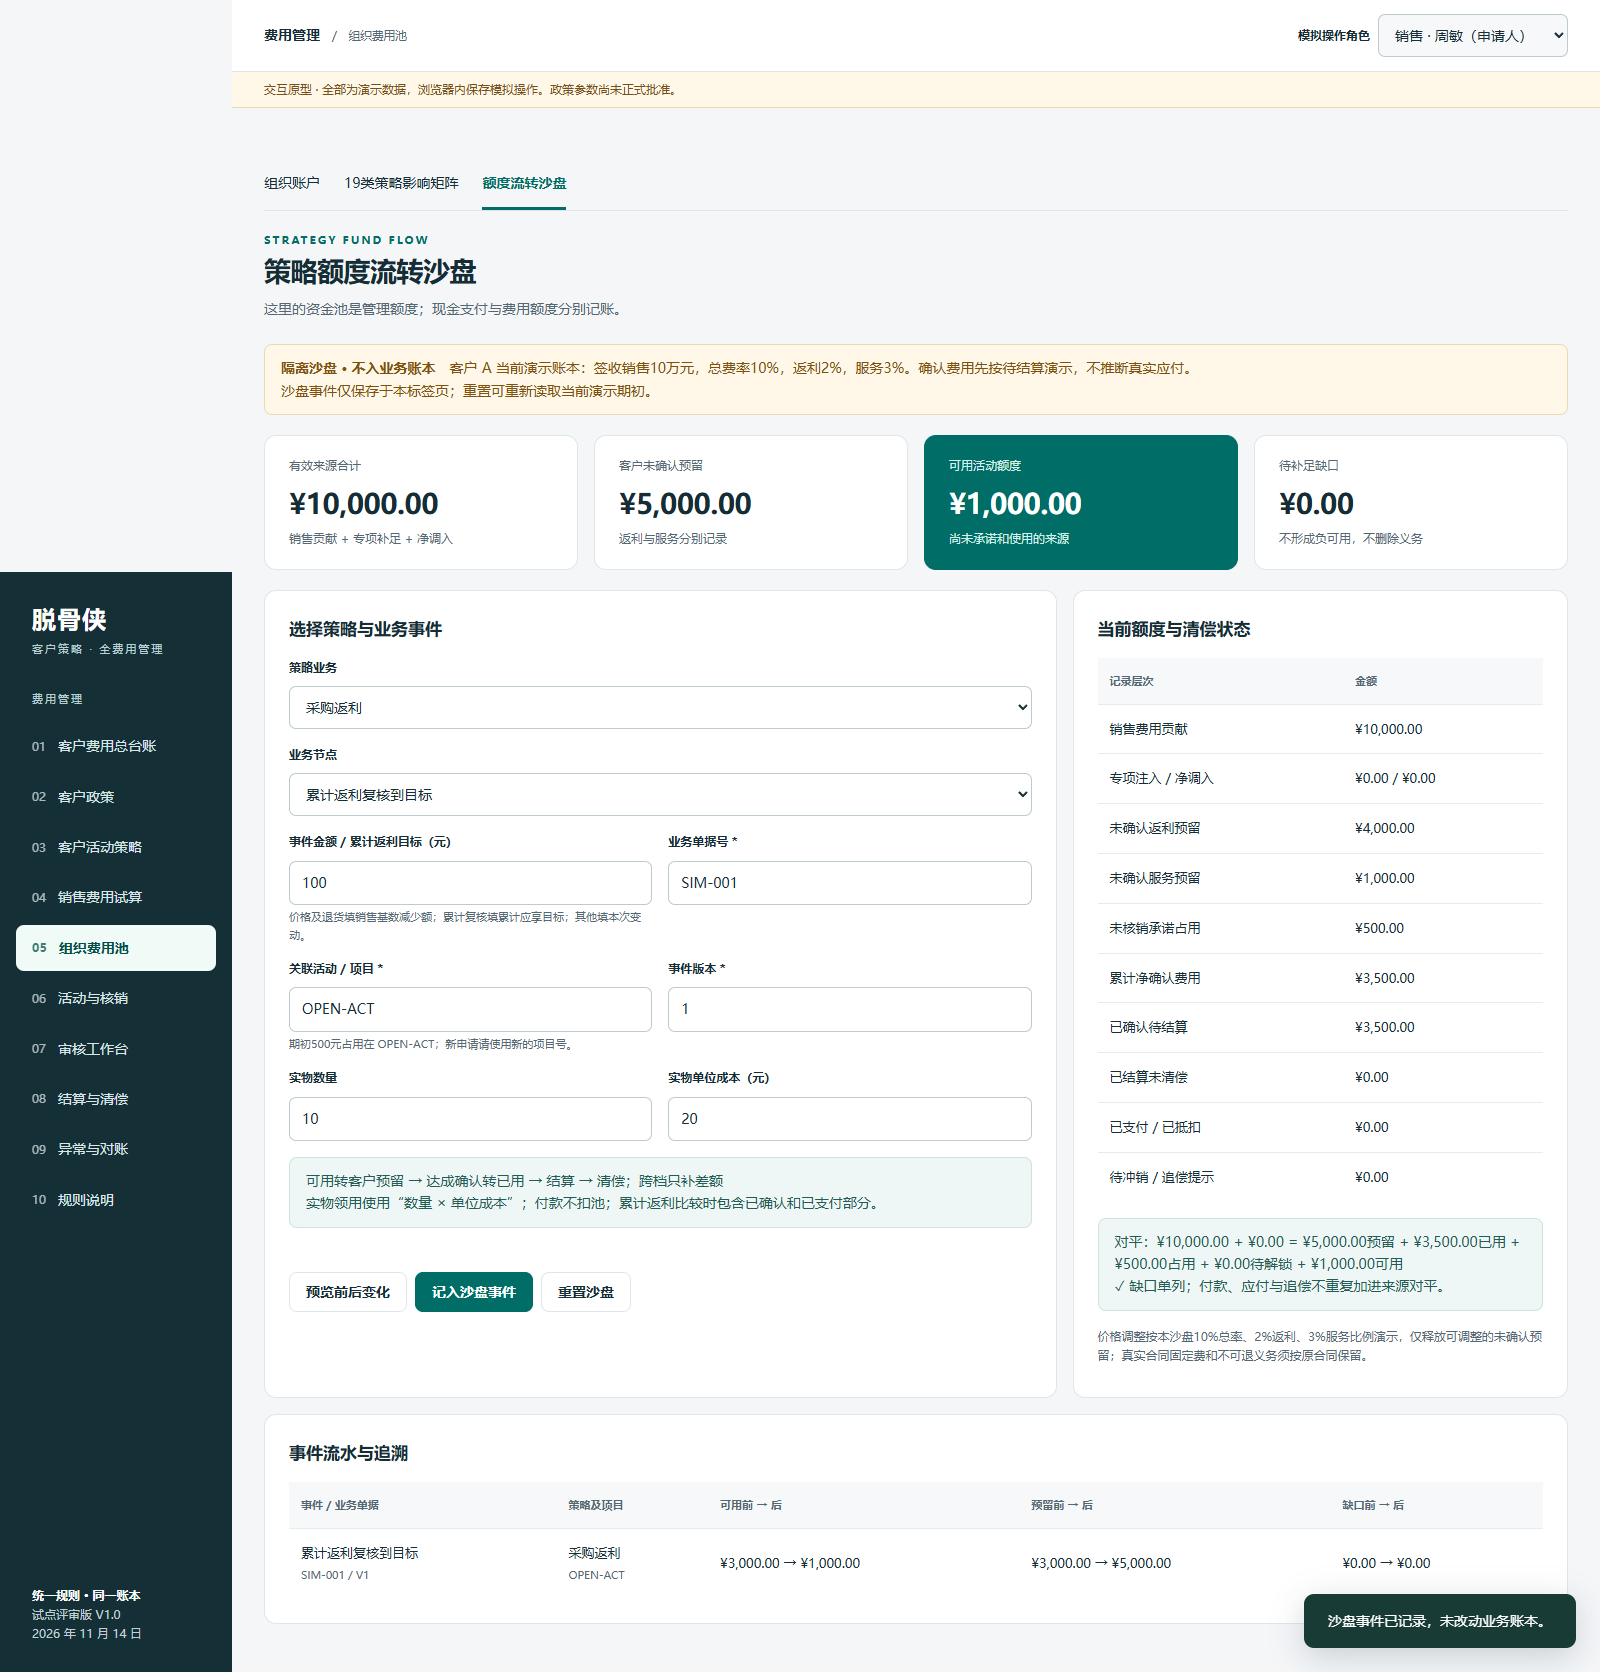 费用管理 / 组织费用池
模拟操作角色 销售 · 周敏（申请人）
交互原型 · 全部为演示数据，浏览器内保存模拟操作。政策参数尚未正式批准。
脱骨侠
客户策略 · 全费用管理
费用管理
01 客户费用总台账
02 客户政策
03 客户活动策略
04 销售费用试算
05 组织费用池
06 活动与核销
07 审核工作台
08 结算与清偿
09 异常与对账
10 规则说明
统一规则 • 同一账本
试点评审版 V1.0
2026 年 11 月 14 日
组织账户 19类策略影响矩阵 额度流转沙盘
STRATEGY FUND FLOW
策略额度流转沙盘
这里的资金池是管理额度；现金支付与费用额度分别记账。
隔离沙盘 • 不入业务账本 客户 A 当前演示账本：签收销售10万元，总费率10%，返利2%，服务3%。确认费用先按待结算演示，不推断真实应付。
沙盘事件仅保存于本标签页；重置可重新读取当前演示期初。
有效来源合计
¥10,000.00
销售贡献 + 专项补足 + 净调入
客户未确认预留
¥5,000.00
返利与服务分别记录
可用活动额度
¥1,000.00
尚未承诺和使用的来源
待补足缺口
¥0.00
不形成负可用，不删除义务
选择策略与业务事件
策略业务
采购返利
业务节点
累计返利复核到目标
事件金额 / 累计返利目标（元） 业务单据号 *
100 SIM-001
价格及退货填销售基数减少额；累计复核填累计应享目标；其他填本次变
动。
关联活动 / 项目 * 事件版本 *
OPEN-ACT 1
期初500元占用在 OPEN-ACT；新申请请使用新的项目号。
实物数量 实物单位成本（元）
10 20
可用转客户预留 → 达成确认转已用 → 结算 → 清偿；跨档只补差额
实物领用使用“数量 × 单位成本”；付款不扣池；累计返利比较时包含已确认和已支付部分。
预览前后变化 记入沙盘事件 重置沙盘
当前额度与清偿状态
记录层次 金额
销售费用贡献 ¥10,000.00
专项注入 / 净调入 ¥0.00 / ¥0.00
未确认返利预留 ¥4,000.00
未确认服务预留 ¥1,000.00
未核销承诺占用 ¥500.00
累计净确认费用 ¥3,500.00
已确认待结算 ¥3,500.00
已结算未清偿 ¥0.00
已支付 / 已抵扣 ¥0.00
待冲销 / 追偿提示 ¥0.00
对平：¥10,000.00 + ¥0.00 = ¥5,000.00预留 + ¥3,500.00已用 +
¥500.00占用 + ¥0.00待解锁 + ¥1,000.00可用
✓ 缺口单列；付款、应付与追偿不重复加进来源对平。
价格调整按本沙盘10%总率、2%返利、3%服务比例演示，仅释放可调整的未确认预
留；真实合同固定费和不可退义务须按原合同保留。
事件流水与追溯
事件 / 业务单据 策略及项目 可用前 → 后 预留前 → 后 缺口前 → 后
累计返利复核到目标 采购返利 ¥3,000.00 → ¥1,000.00 ¥3,000.00 → ¥5,000.00 ¥0.00 → ¥0.00
SIM-001 / V1 OPEN-ACT
沙盘事件已记录，未改动业务账本。